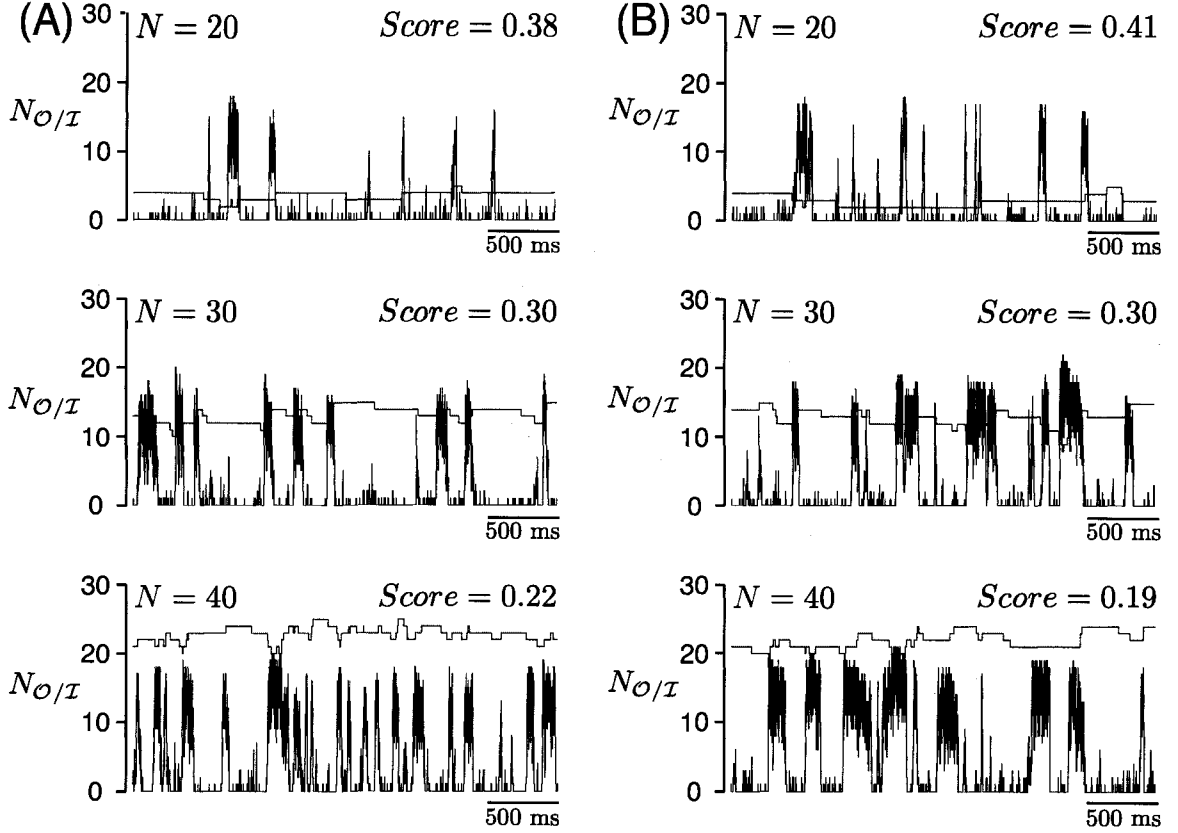 (A)
N = 20
Score = 0.38
30
20
10
0
N_{O/I}
500 ms
N = 30
Score = 0.30
30
20
10
0
N_{O/I}
500 ms
N = 40
Score = 0.22
30
20
10
0
N_{O/I}
500 ms
(B)
N = 20
Score = 0.41
30
20
10
0
N_{O/I}
500 ms
N = 30
Score = 0.30
30
20
10
0
N_{O/I}
500 ms
N = 40
Score = 0.19
30
20
10
0
N_{O/I}
500 ms